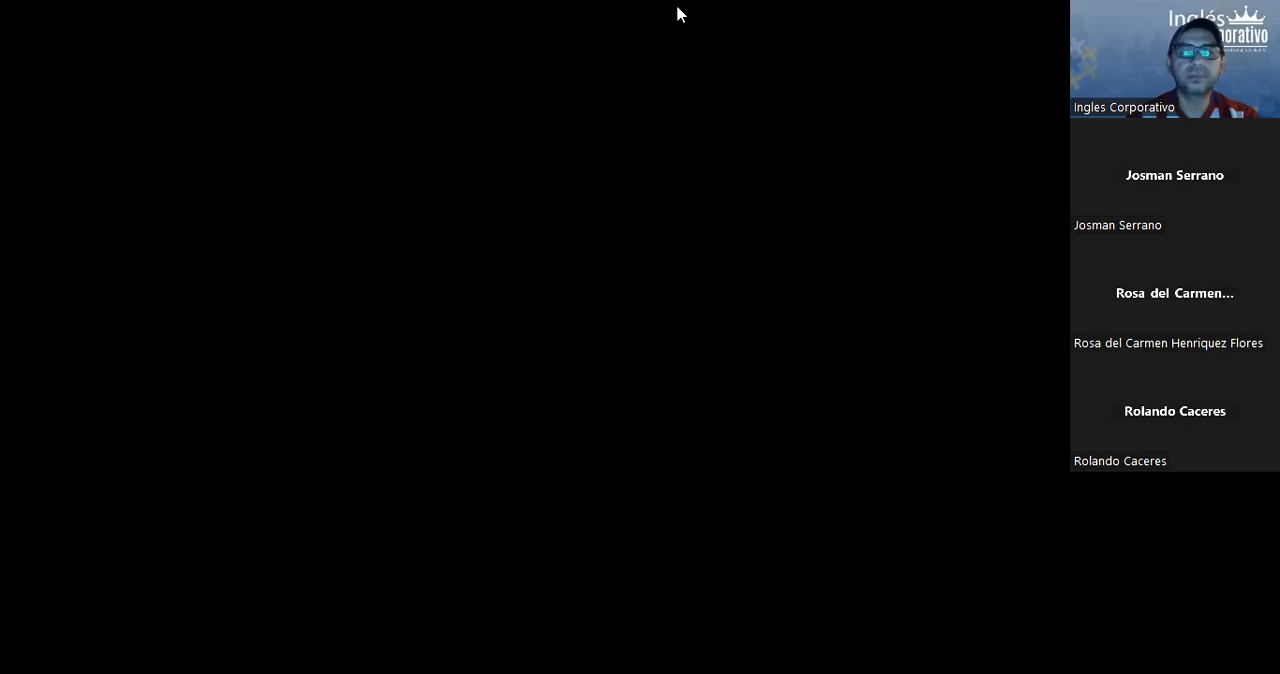 Inglés
porativo
Ingles Corporativo
Josman Serrano
Josman Serrano
Rosa del Carmen...
Rosa del Carmen Henriquez Flores
Rolando Caceres
Rolando Caceres